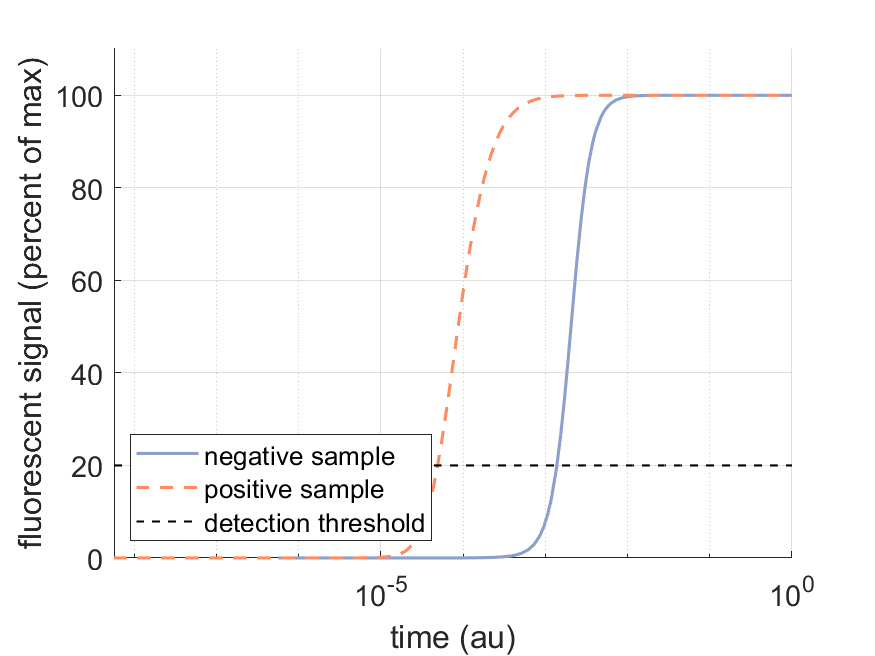 fluorescent signal (percent of max)
100
80
60
40
20
0
negative sample
positive sample
detection threshold
10^-5
10^0
time (au)